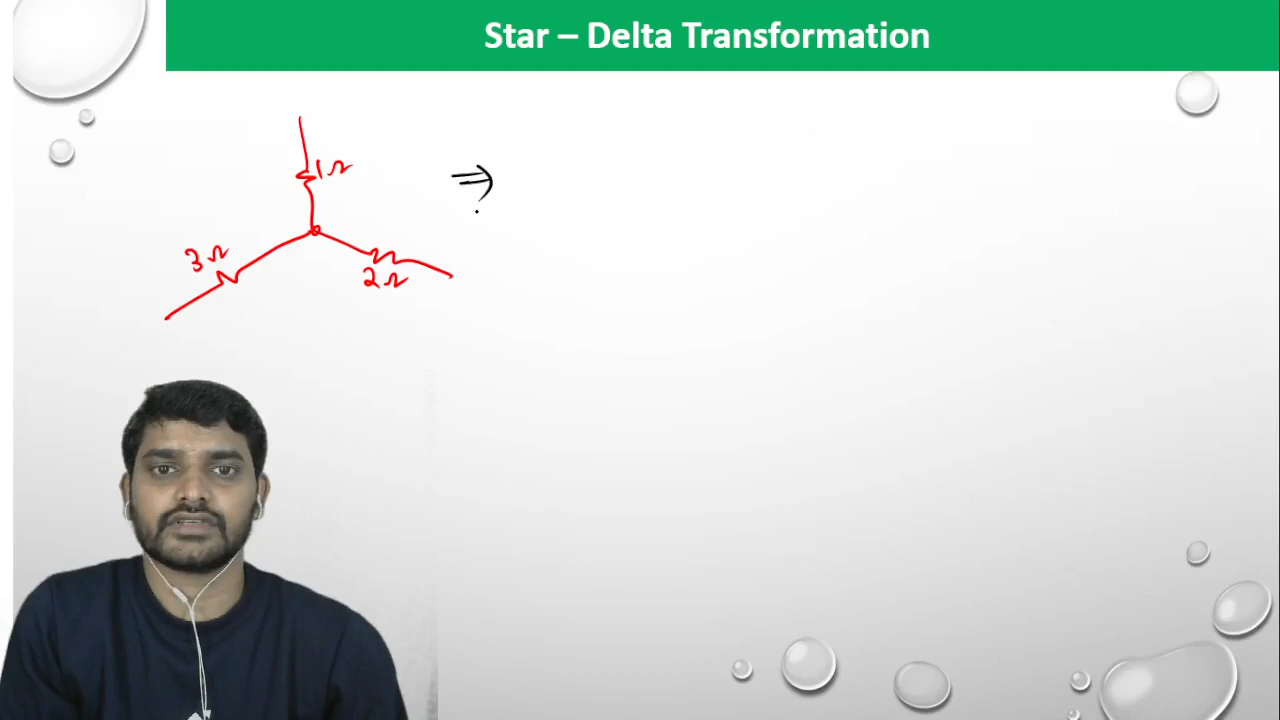 Star – Delta Transformation
1Ω
⇒
3Ω
2Ω